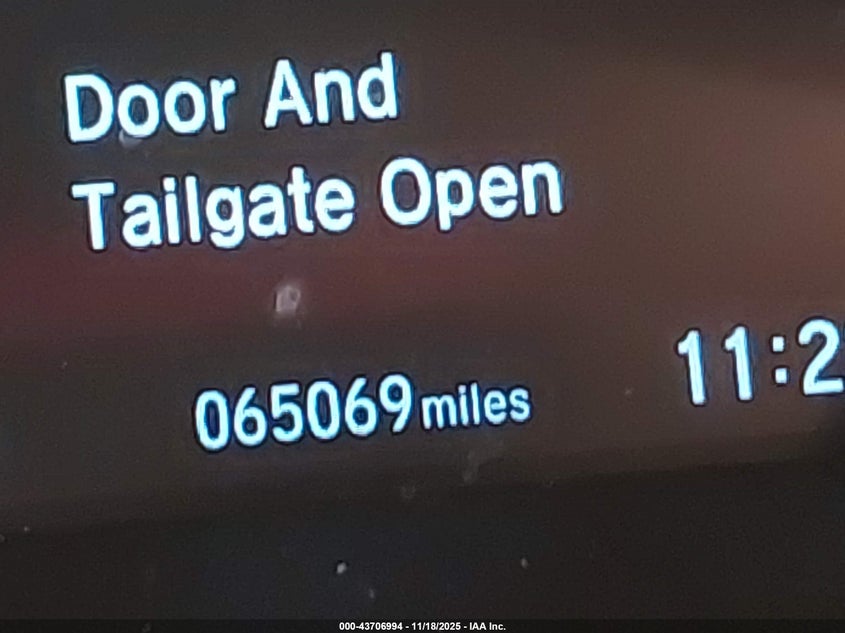 Door And
Tailgate Open
065069 miles
11:2
000-43706994 - 11/18/2025 - IAA Inc.